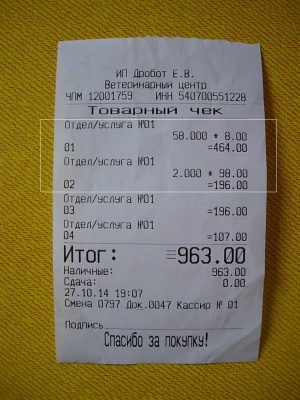 ИП Дробот Е.В.
Ветеринарный центр
ЧПМ 12001759 ИНН 540700551228
Товарный чек
Отдел/услуга №01
58.000 * 8.00
01 =464.00
Отдел/услуга №01
2.000 * 98.00
02 =196.00
Отдел/услуга №01
03 =196.00
Отдел/услуга №01
04 =107.00
Итог: =963.00
Наличные: 963.00
Сдача: 0.00
27.10.14 19:07
Смена 0797 Док.0047 Кассир № 01
Подпись
Спасибо за покупку!